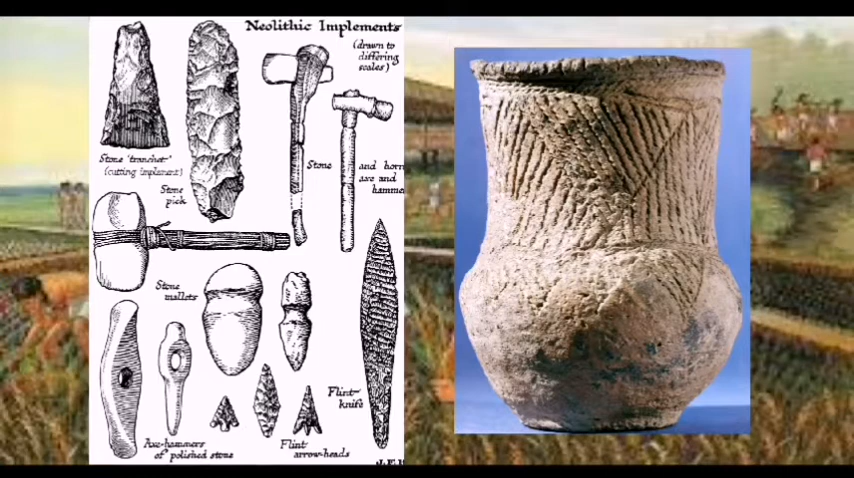 Neolithic Implements
(drawn to
differing
scales)
Stone 'tranchet'
(cutting implement)
Stone
pick
Stone
and horn
axe and
hammer
Stone
mallets
Flint
knife
Axe-hammers
of polished stone
Flint
arrow-heads